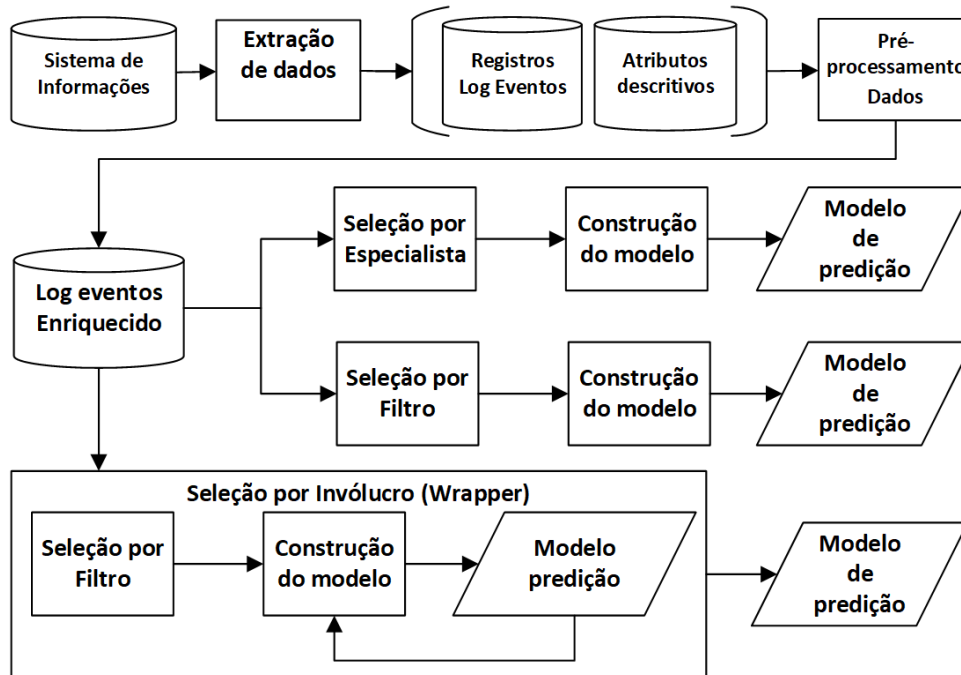 Sistema de
Informações
Extração
de dados
Registros
Log Eventos
Atributos
descritivos
Pré-
processamento
Dados
Log eventos
Enriquecido
Seleção por
Especialista
Construção
do modelo
Modelo
de
predição
Seleção por
Filtro
Construção
do modelo
Modelo
de
predição
Seleção por Invólucro (Wrapper)
Seleção por
Filtro
Construção
do modelo
Modelo
predição
Modelo
de
predição